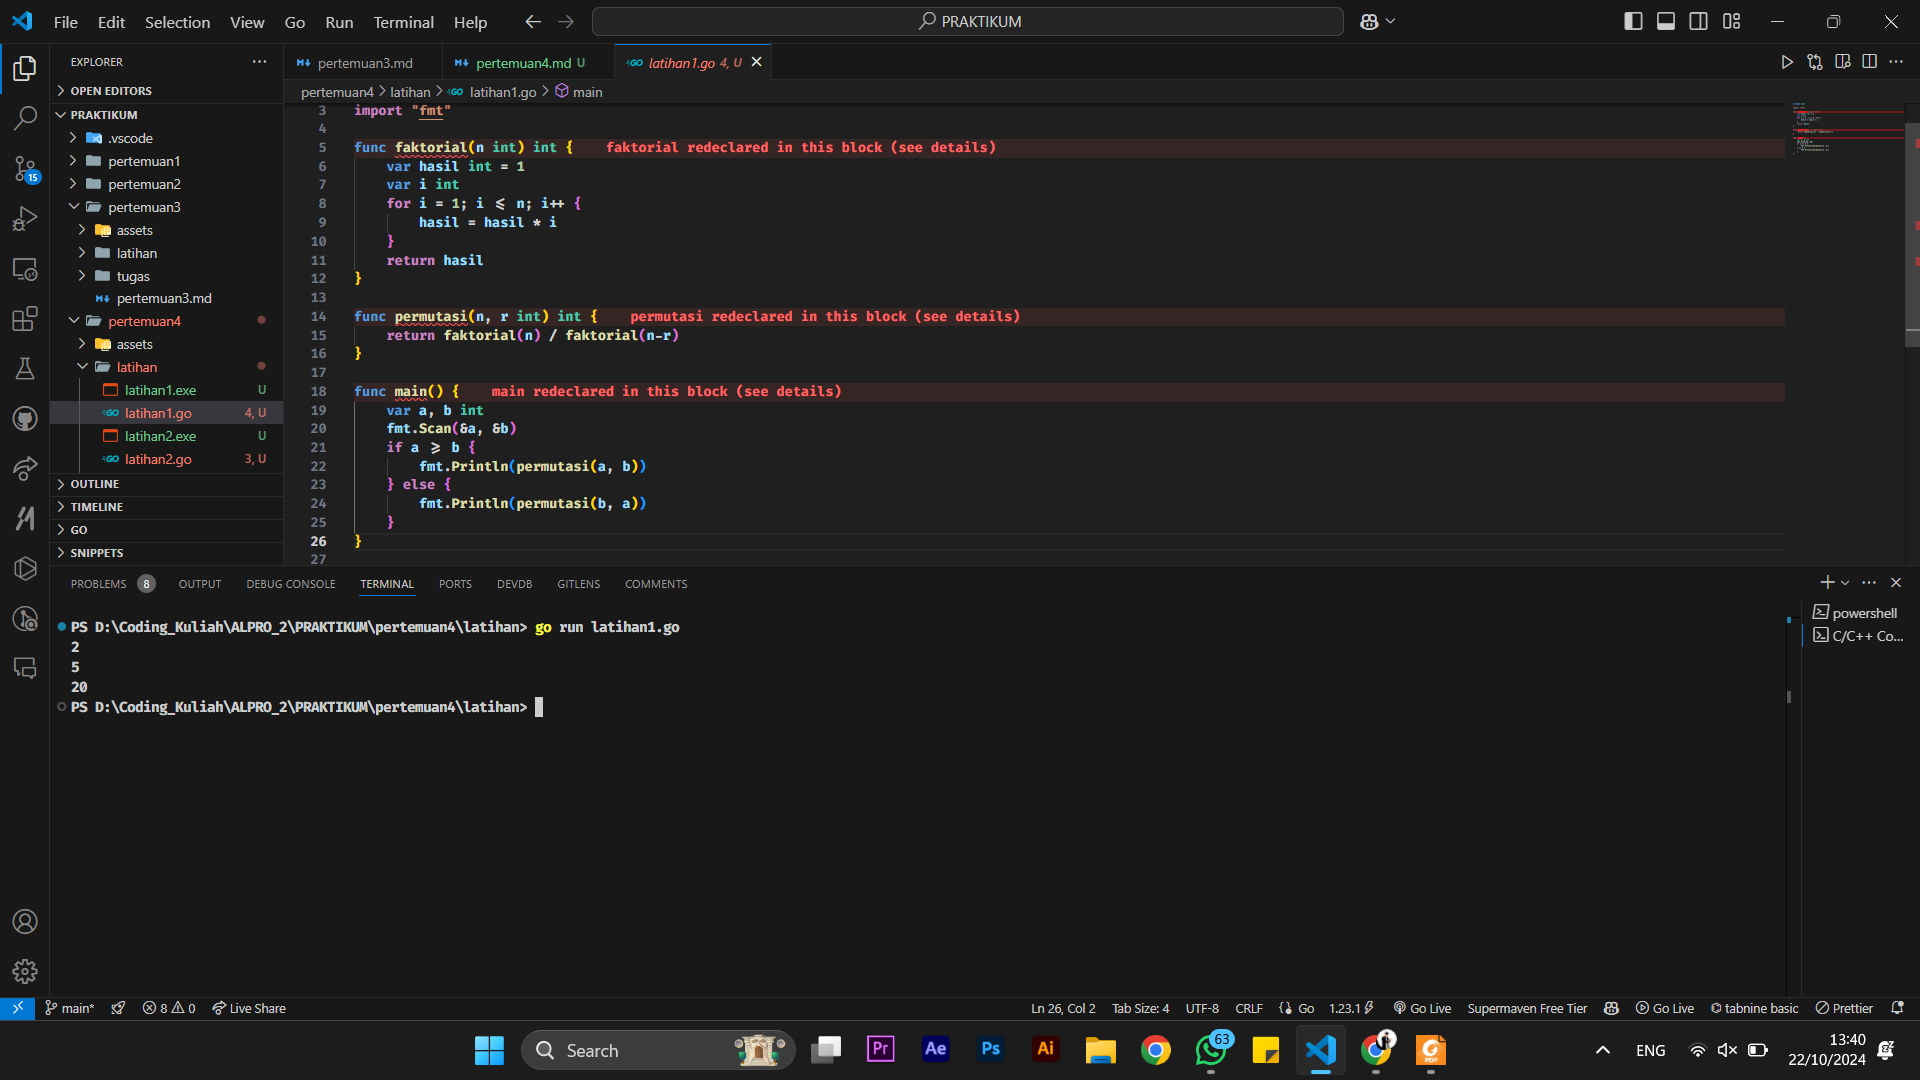 File Edit Selection View Go Run Terminal Help
PRAKTIKUM
EXPLORER
OPEN EDITORS
PRAKTIKUM
.vscode
pertemuan1
pertemuan2
pertemuan3
assets
latihan
tugas
pertemuan3.md
pertemuan4
assets
latihan
latihan1.exe U
latihan1.go 4, U
latihan2.exe U
latihan2.go 3, U
OUTLINE
TIMELINE
GO
SNIPPETS
15
pertemuan3.md
pertemuan4.md U
latihan1.go 4, U
pertemuan4 > latihan > latihan1.go > main
3 import "fmt"
4
5 func faktorial(n int) int { faktorial redeclared in this block (see details)
6 var hasil int = 1
7 var i int
8 for i = 1; i <= n; i++ {
9 hasil = hasil * i
10 }
11 return hasil
12 }
13
14 func permutasi(n, r int) int { permutasi redeclared in this block (see details)
15 return faktorial(n) / faktorial(n-r)
16 }
17
18 func main() { main redeclared in this block (see details)
19 var a, b int
20 fmt.Scan(&a, &b)
21 if a >= b {
22 fmt.Println(permutasi(a, b))
23 } else {
24 fmt.Println(permutasi(b, a))
25 }
26 }
27
PROBLEMS 8 OUTPUT DEBUG CONSOLE TERMINAL PORTS DEVDB GITLENS COMMENTS
PS D:\Coding_Kuliah\ALPRO_2\PRAKTIKUM\pertemuan4\latihan> go run latihan1.go
2
5
20
PS D:\Coding_Kuliah\ALPRO_2\PRAKTIKUM\pertemuan4\latihan>
powershell
C/C++ Co...
main* 8 0 Live Share
Ln 26, Col 2 Tab Size: 4 UTF-8 CRLF {} Go 1.23.1 Go Live Supermaven Free Tier Go Live tabnine basic Prettier
Search
Pr Ae Ps Ai 63 PDF
ENG
13:40
22/10/2024